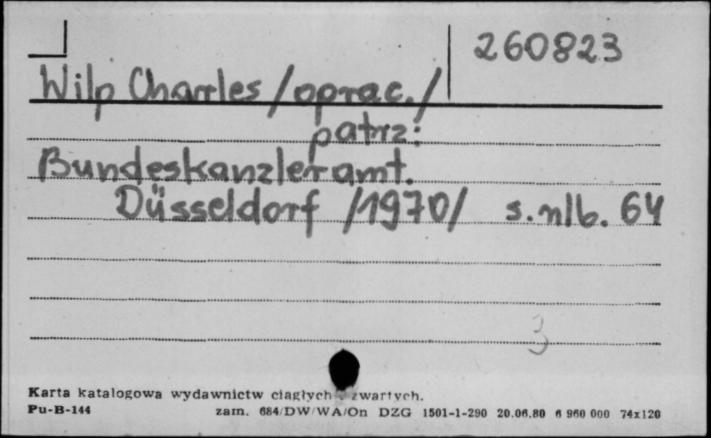 260823
Wilp Charles /oprac./
patrz:
Bundeskanzleramt.
Düsseldorf /1970/ s. nlb. 64
3
Karta katalogowa wydawnictw ciągłych zwartych.
Pu-B-144 zam. 684/DW/WA/On DZG 1501-1-290 20.06.80 6 960 000 74x120